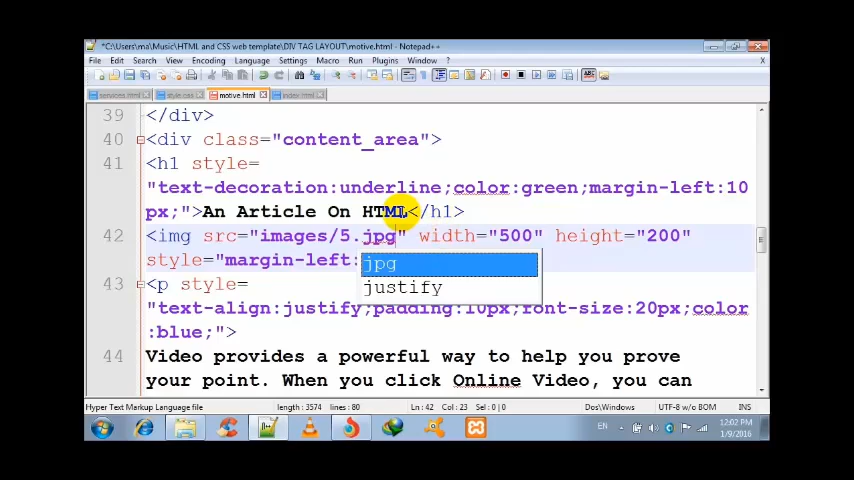 *C:\Users\ma\Music\HTML and CSS web template\DIV TAG LAYOUT\motive.html - Notepad++
File Edit Search View Encoding Language Settings Macro Run Plugins Window ? X
services.html style.css motive.html index.html
39 </div>
40 <div class="content_area">
41 <h1 style=
"text-decoration:underline;color:green;margin-left:10
px;">An Article On HTML</h1>
42 <img src="images/5.jpg" width="500" height="200"
style="margin-left:
jpg
justify
43 <p style=
"text-align:justify;padding:10px;font-size:20px;color
:blue;">
44 Video provides a powerful way to help you prove
your point. When you click Online Video, you can
Hyper Text Markup Language file length : 3574 lines : 80 Ln : 42 Col : 23 Sel : 0 | 0 Dos\Windows UTF-8 w/o BOM INS
EN 12:02 PM
1/9/2016